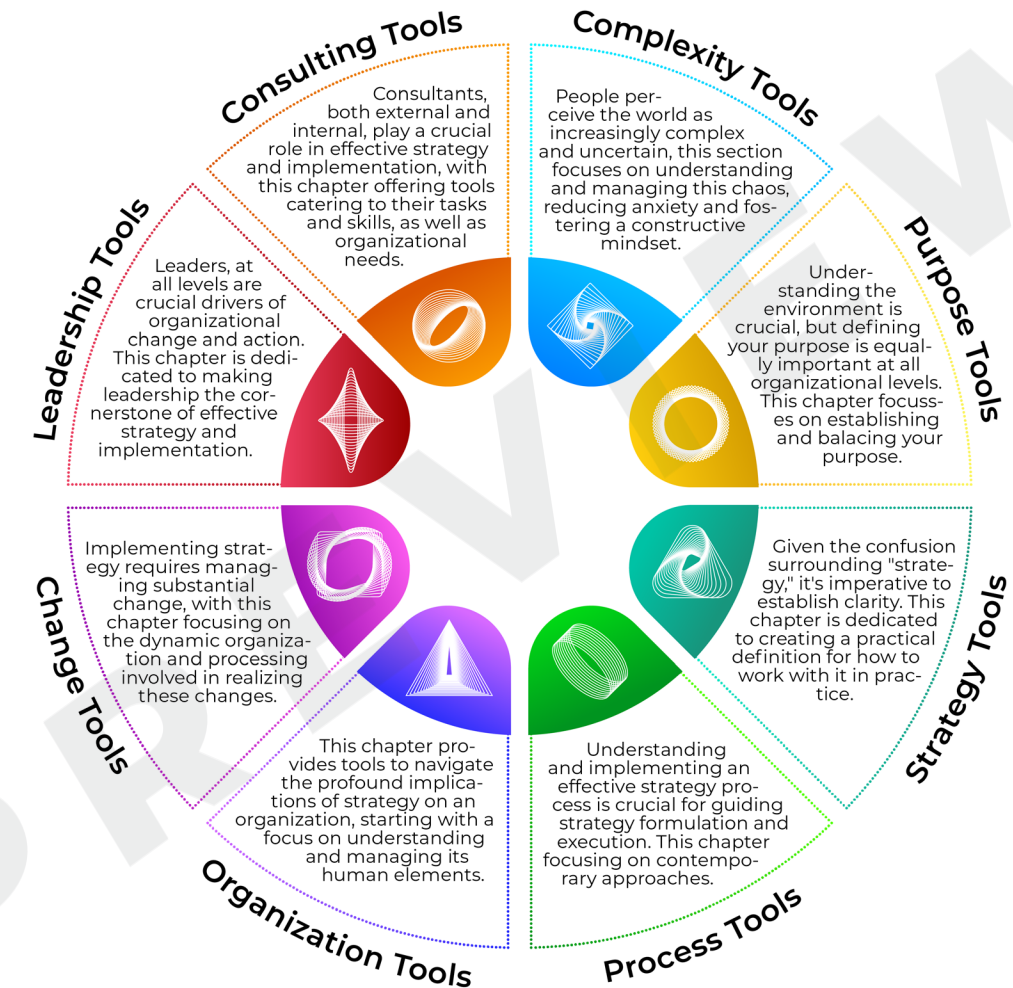 Complexity Tools
People per-
ceive the world as
increasingly complex
and uncertain, this section
focuses on understanding
and managing this chaos,
reducing anxiety and fos-
tering a constructive
mindset.
Purpose Tools
Under-
standing the
environment is
crucial, but defining
your purpose is equal-
ly important at all
organizational levels.
This chapter focuss-
es on establishing
and balacing your
purpose.
Strategy Tools
Given the confusion
surrounding "strate-
gy," it's imperative to
establish clarity. This
chapter is dedicated
to creating a practical
definition for how to
work with it in prac-
tice.
Process Tools
Understanding
and implementing an
effective strategy pro-
cess is crucial for guiding
strategy formulation and
execution. This chapter
focusing on contempo-
rary approaches.
Organization Tools
This chapter pro-
vides tools to navigate
the profound implica-
tions of strategy on an
organization, starting with a
focus on understanding
and managing its
human elements.
Change Tools
Implementing strat-
egy requires manag-
ing substantial
change, with this
chapter focusing on
the dynamic organiza-
tion and processing
involved in realizing
these changes.
Leadership Tools
Leaders, at
all levels are
crucial drivers of
organizational
change and action.
This chapter is dedi-
cated to making
leadership the cor-
nerstone of effective
strategy and
implementation.
Consulting Tools
Consultants,
both external and
internal, play a crucial
role in effective strategy
and implementation, with
this chapter offering tools
catering to their tasks
and skills, as well as
organizational
needs.
PREVIEW